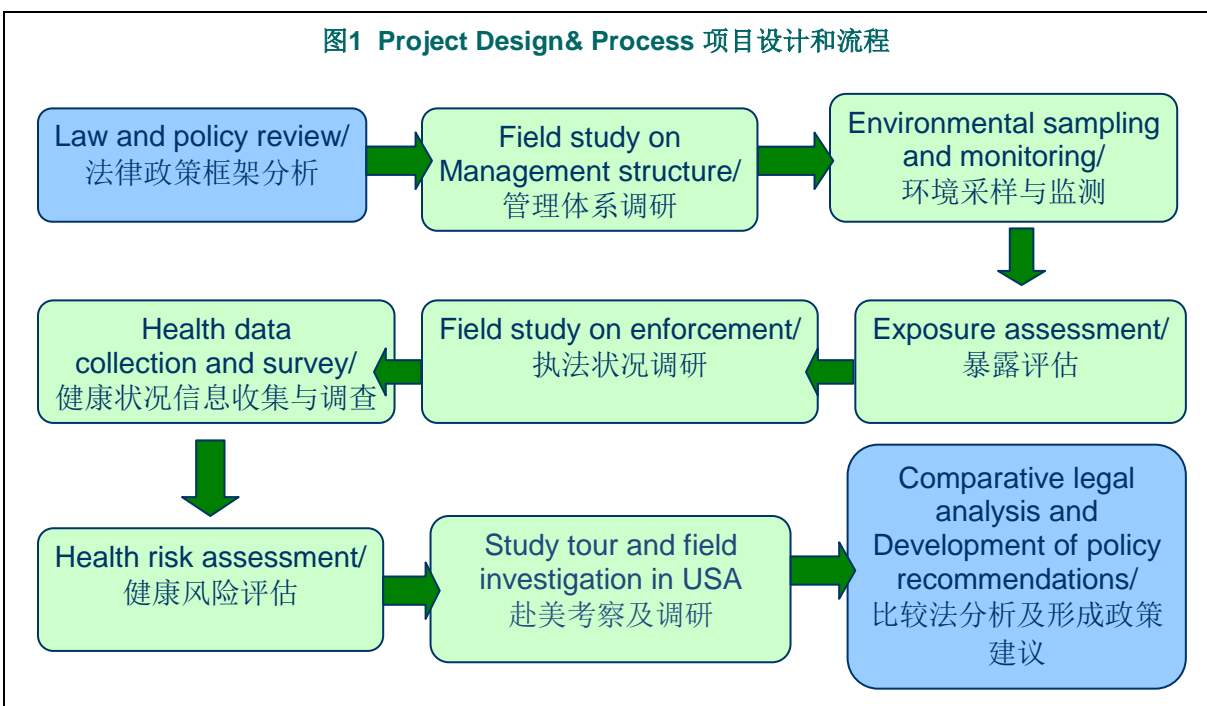 图1 Project Design& Process 项目设计和流程
Law and policy review/
法律政策框架分析
Field study on
Management structure/
管理体系调研
Environmental sampling
and monitoring/
环境采样与监测
Health data
collection and survey/
健康状况信息收集与调查
Field study on enforcement/
执法状况调研
Exposure assessment/
暴露评估
Health risk assessment/
健康风险评估
Study tour and field
investigation in USA
赴美考察及调研
Comparative legal
analysis and
Development of policy
recommendations/
比较法分析及形成政策
建议